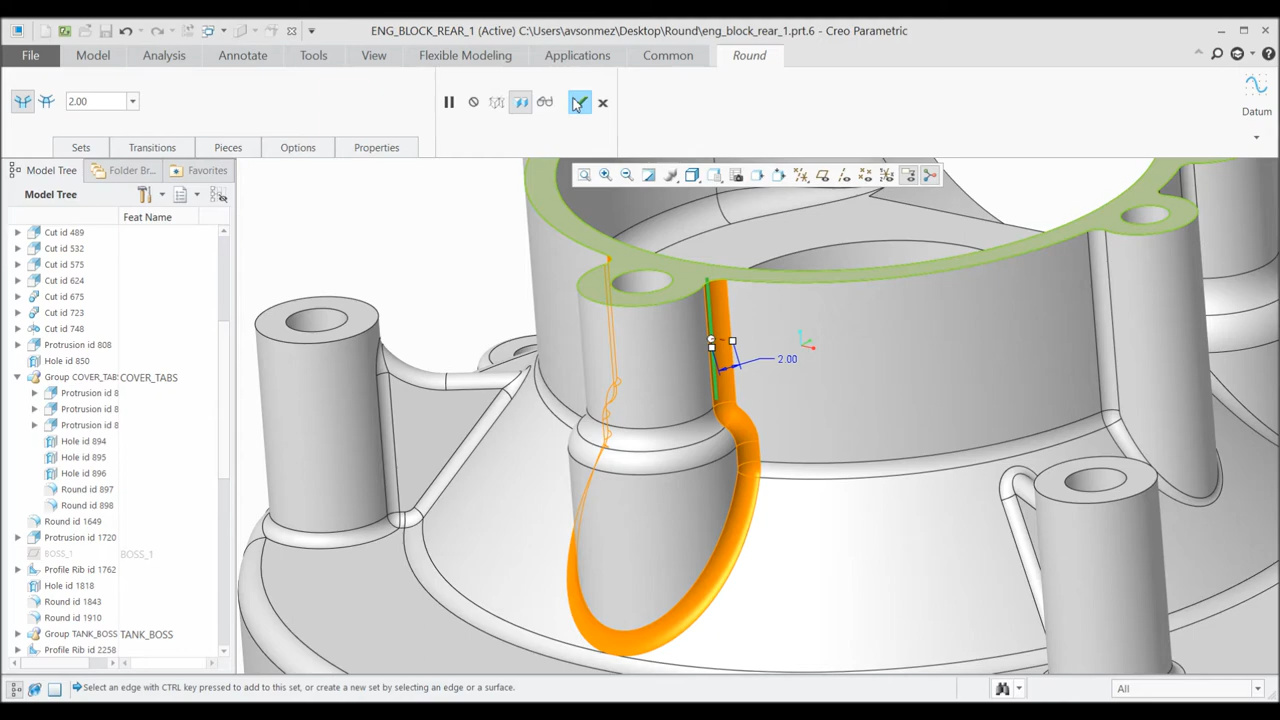 ENG_BLOCK_REAR_1 (Active) C:\Users\avsonmez\Desktop\Round\eng_block_rear_1.prt.6 - Creo Parametric
File Model Analysis Annotate Tools View Flexible Modeling Applications Common Round
2.00
Datum
Sets Transitions Pieces Options Properties
Model Tree Folder Br... Favorites
Model Tree
Feat Name
Cut id 489
Cut id 532
Cut id 575
Cut id 624
Cut id 675
Cut id 723
Cut id 748
Protrusion id 808
Hole id 850
Group COVER_TABS COVER_TABS
Protrusion id 8
Protrusion id 8
Protrusion id 8
Hole id 894
Hole id 895
Hole id 896
Round id 897
Round id 898
Round id 1649
Protrusion id 1720
BOSS_1 BOSS_1
Profile Rib id 1762
Hole id 1818
Round id 1843
Round id 1910
Group TANK_BOSS TANK_BOSS
Profile Rib id 2258
2.00
Select an edge with CTRL key pressed to add to this set, or create a new set by selecting an edge or a surface.
All